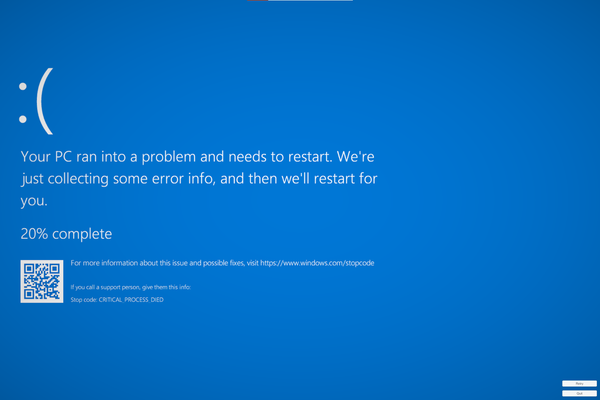 :(
Your PC ran into a problem and needs to restart. We're
just collecting some error info, and then we'll restart for
you.
20% complete
For more information about this issue and possible fixes, visit https://www.windows.com/stopcode
If you call a support person, give them this info:
Stop code: CRITICAL_PROCESS_DIED